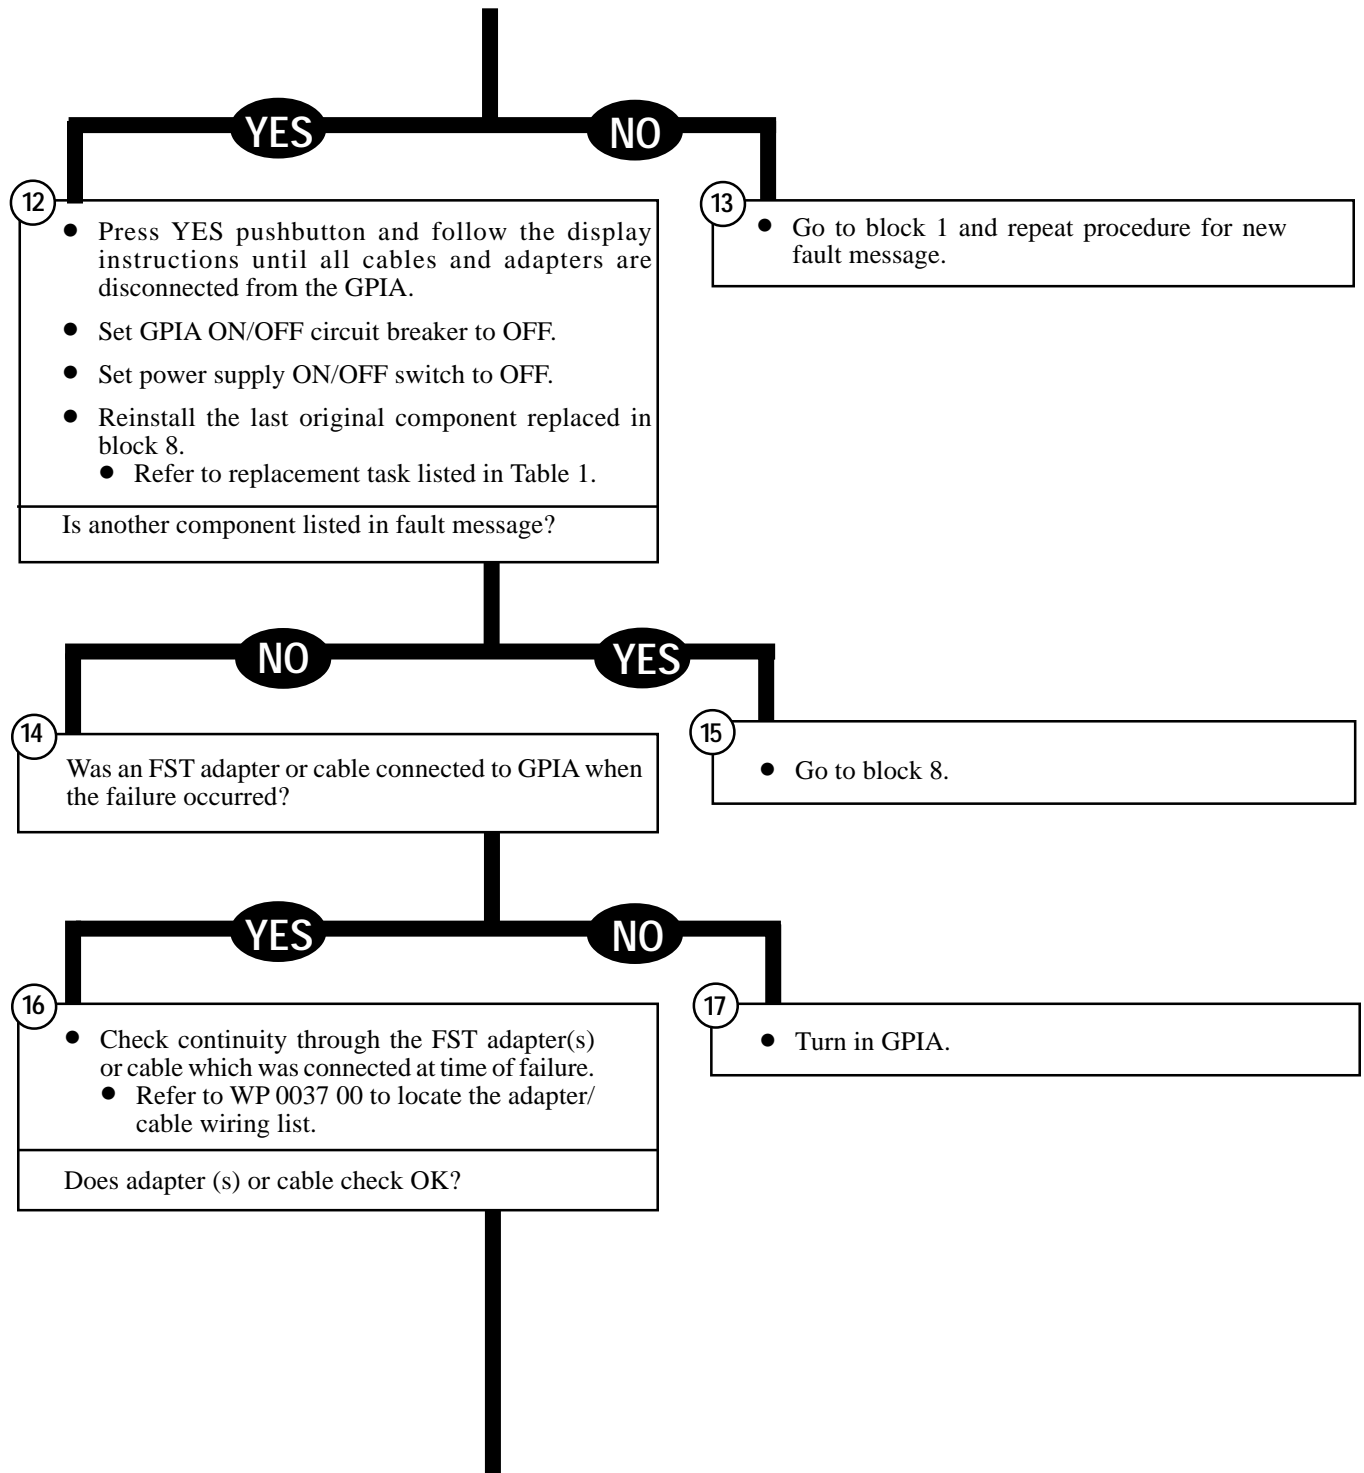 YES
NO
12
● Press YES pushbutton and follow the display
instructions until all cables and adapters are
disconnected from the GPIA.
● Set GPIA ON/OFF circuit breaker to OFF.
● Set power supply ON/OFF switch to OFF.
● Reinstall the last original component replaced in
block 8.
● Refer to replacement task listed in Table 1.
Is another component listed in fault message?
13
● Go to block 1 and repeat procedure for new
fault message.
NO
YES
14
Was an FST adapter or cable connected to GPIA when
the failure occurred?
15
● Go to block 8.
YES
NO
16
● Check continuity through the FST adapter(s)
or cable which was connected at time of failure.
● Refer to WP 0037 00 to locate the adapter/
cable wiring list.
Does adapter (s) or cable check OK?
17
● Turn in GPIA.